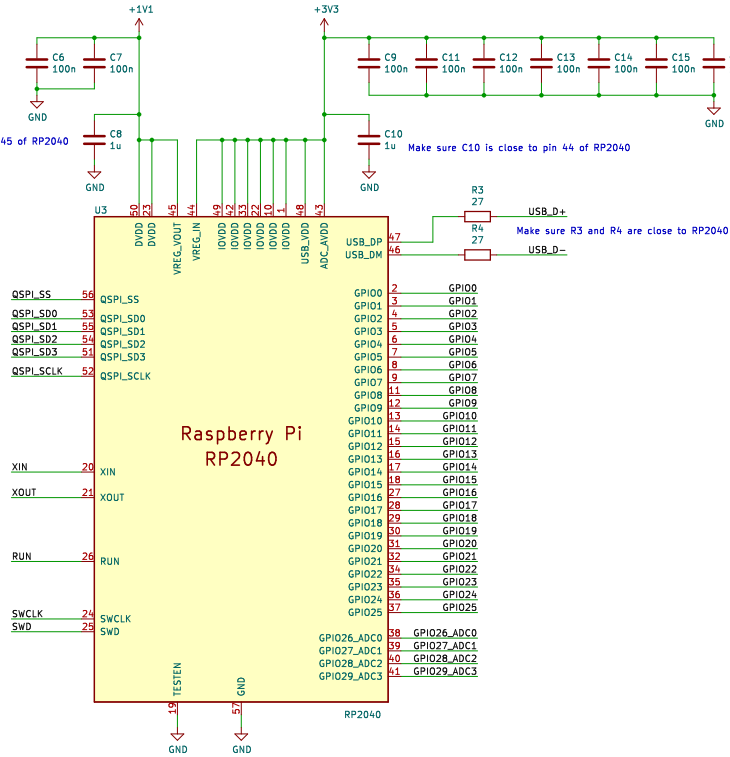 +1V1
+3V3
C6
100n
C7
100n
C9
100n
C11
100n
C12
100n
C13
100n
C14
100n
C15
100n
GND
GND
C8
1u
C10
1u
45 of RP2040
Make sure C10 is close to pin 44 of RP2040
GND
GND
R3
27
USB_D+
R4
27
Make sure R3 and R4 are close to RP2040
USB_D-
U3
50
23
45
44
49
42
33
22
10
1
48
43
DVDD
DVDD
VREG_VOUT
VREG_IN
IOVDD
IOVDD
IOVDD
IOVDD
IOVDD
IOVDD
USB_VDD
ADC_AVDD
USB_DP 47
USB_DM 46
QSPI_SS 56 QSPI_SS
QSPI_SD0 53 QSPI_SD0
QSPI_SD1 55 QSPI_SD1
QSPI_SD2 54 QSPI_SD2
QSPI_SD3 51 QSPI_SD3
QSPI_SCLK 52 QSPI_SCLK
XIN 20 XIN
XOUT 21 XOUT
RUN 26 RUN
SWCLK 24 SWCLK
SWD 25 SWD
Raspberry Pi
RP2040
GPIO0 2 GPIO0
GPIO1 3 GPIO1
GPIO2 4 GPIO2
GPIO3 5 GPIO3
GPIO4 6 GPIO4
GPIO5 7 GPIO5
GPIO6 8 GPIO6
GPIO7 9 GPIO7
GPIO8 11 GPIO8
GPIO9 12 GPIO9
GPIO10 13 GPIO10
GPIO11 14 GPIO11
GPIO12 15 GPIO12
GPIO13 16 GPIO13
GPIO14 17 GPIO14
GPIO15 18 GPIO15
GPIO16 27 GPIO16
GPIO17 28 GPIO17
GPIO18 29 GPIO18
GPIO19 30 GPIO19
GPIO20 31 GPIO20
GPIO21 32 GPIO21
GPIO22 34 GPIO22
GPIO23 35 GPIO23
GPIO24 36 GPIO24
GPIO25 37 GPIO25
GPIO26_ADC0 38 GPIO26_ADC0
GPIO27_ADC1 39 GPIO27_ADC1
GPIO28_ADC2 40 GPIO28_ADC2
GPIO29_ADC3 41 GPIO29_ADC3
TESTEN
GND
19
57
RP2040
GND
GND